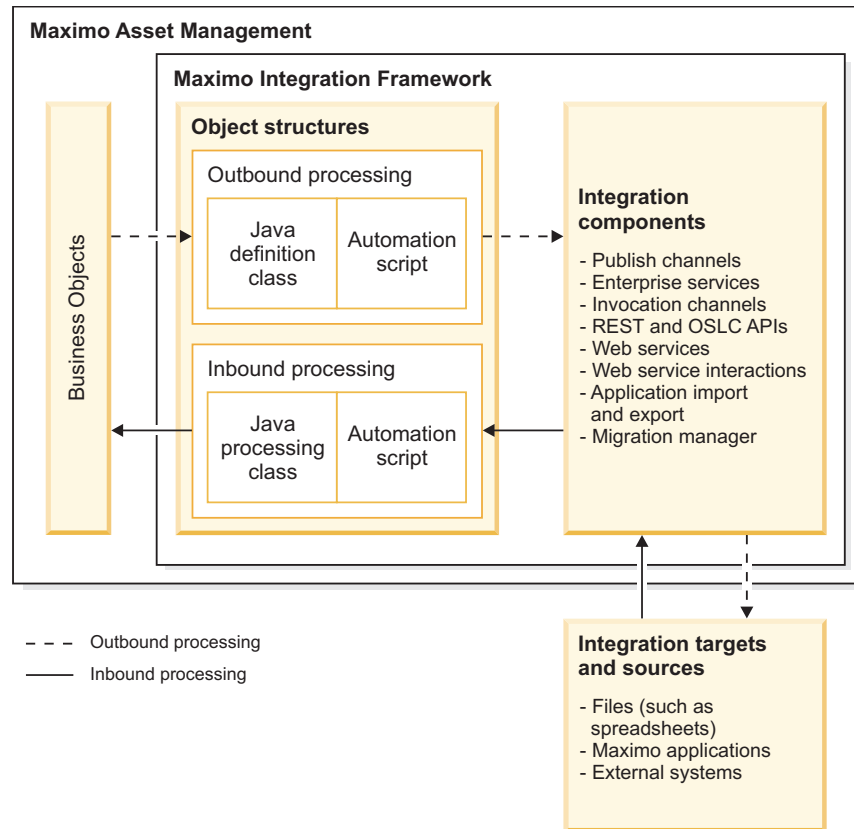 Maximo Asset Management
Maximo Integration Framework
Business Objects
Object structures
Outbound processing
Java
definition
class
Automation
script
Inbound processing
Java
processing
class
Automation
script
Integration
components
- Publish channels
- Enterprise services
- Invocation channels
- REST and OSLC APIs
- Web services
- Web service interactions
- Application import
and export
- Migration manager
Outbound processing
Inbound processing
Integration targets
and sources
- Files (such as
spreadsheets)
- Maximo applications
- External systems